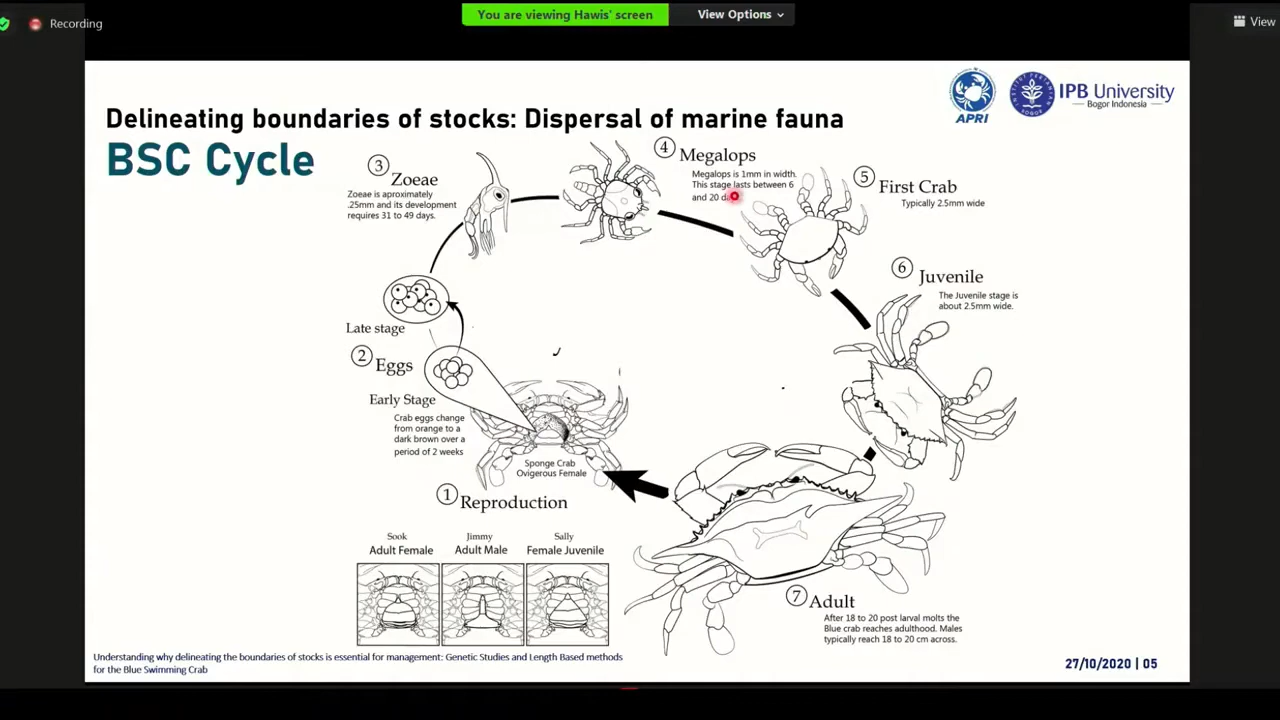 Recording
You are viewing Hawis' screen
View Options
View
APRI
IPB University
Bogor Indonesia
Delineating boundaries of stocks: Dispersal of marine fauna
BSC Cycle
3
Zoeae
Zoeae is aproximately
.25mm and its development
requires 31 to 49 days.
4
Megalops
Megalops is 1mm in width.
This stage lasts between 6
and 20
5
First Crab
Typically 2.5mm wide
6
Juvenile
The Juvenile stage is
about 2.5mm wide.
Late stage
2
Eggs
Early Stage
Crab eggs change
from orange to a
dark brown over a
period of 2 weeks
Sponge Crab
Ovigerous Female
1
Reproduction
Sook
Adult Female
Jimmy
Adult Male
Sally
Female Juvenile
7
Adult
After 18 to 20 post larval molts the
Blue crab reaches adulthood. Males
typically reach 18 to 20 cm across.
Understanding why delineating the boundaries of stocks is essential for management: Genetic Studies and Length Based methods
for the Blue Swimming Crab
27/10/2020 | 05